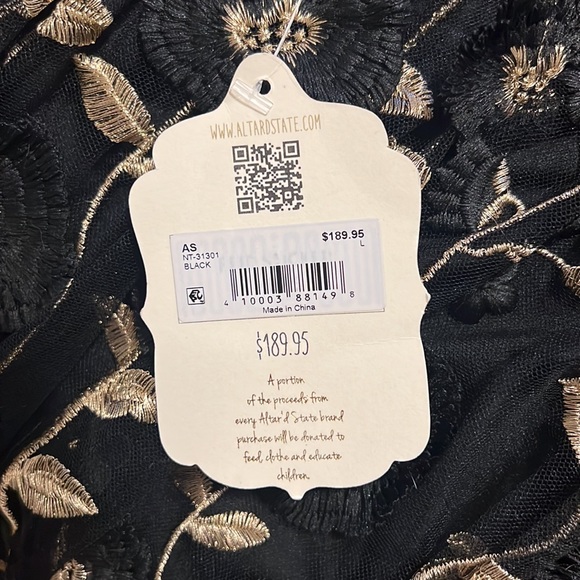 WWW.ALTARDSTATE.COM
AS $189.95
NT-31301 L
BLACK
4 10003 88149 8
Made in China
$189.95
A portion
of the proceeds from
every Altar'd State brand
purchase will be donated to
feed, clothe and educate
children.